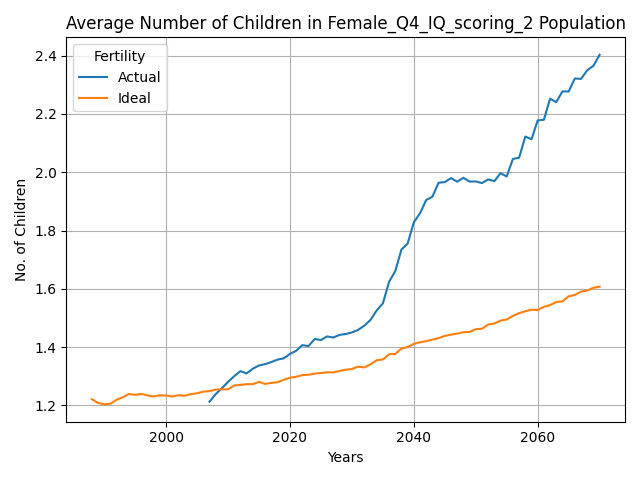 Average Number of Children in Female_Q4_IQ_scoring_2 Population
Fertility
Actual
Ideal
No. of Children
2.4
2.2
2.0
1.8
1.6
1.4
1.2
2000
2020
2040
2060
Years